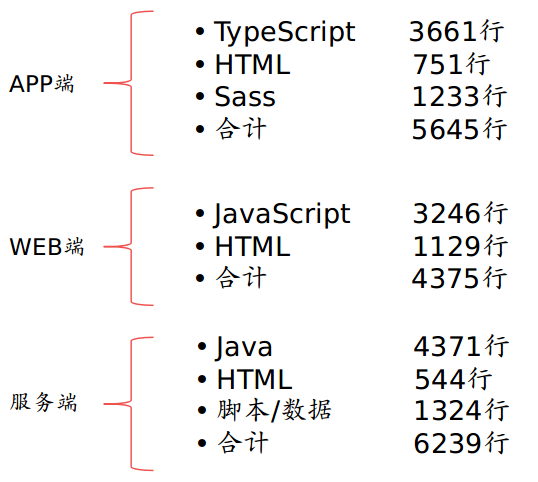 APP端
• TypeScript 3661行
• HTML 751行
• Sass 1233行
• 合计 5645行
WEB端
• JavaScript 3246行
• HTML 1129行
• 合计 4375行
服务端
• Java 4371行
• HTML 544行
• 脚本/数据 1324行
• 合计 6239行